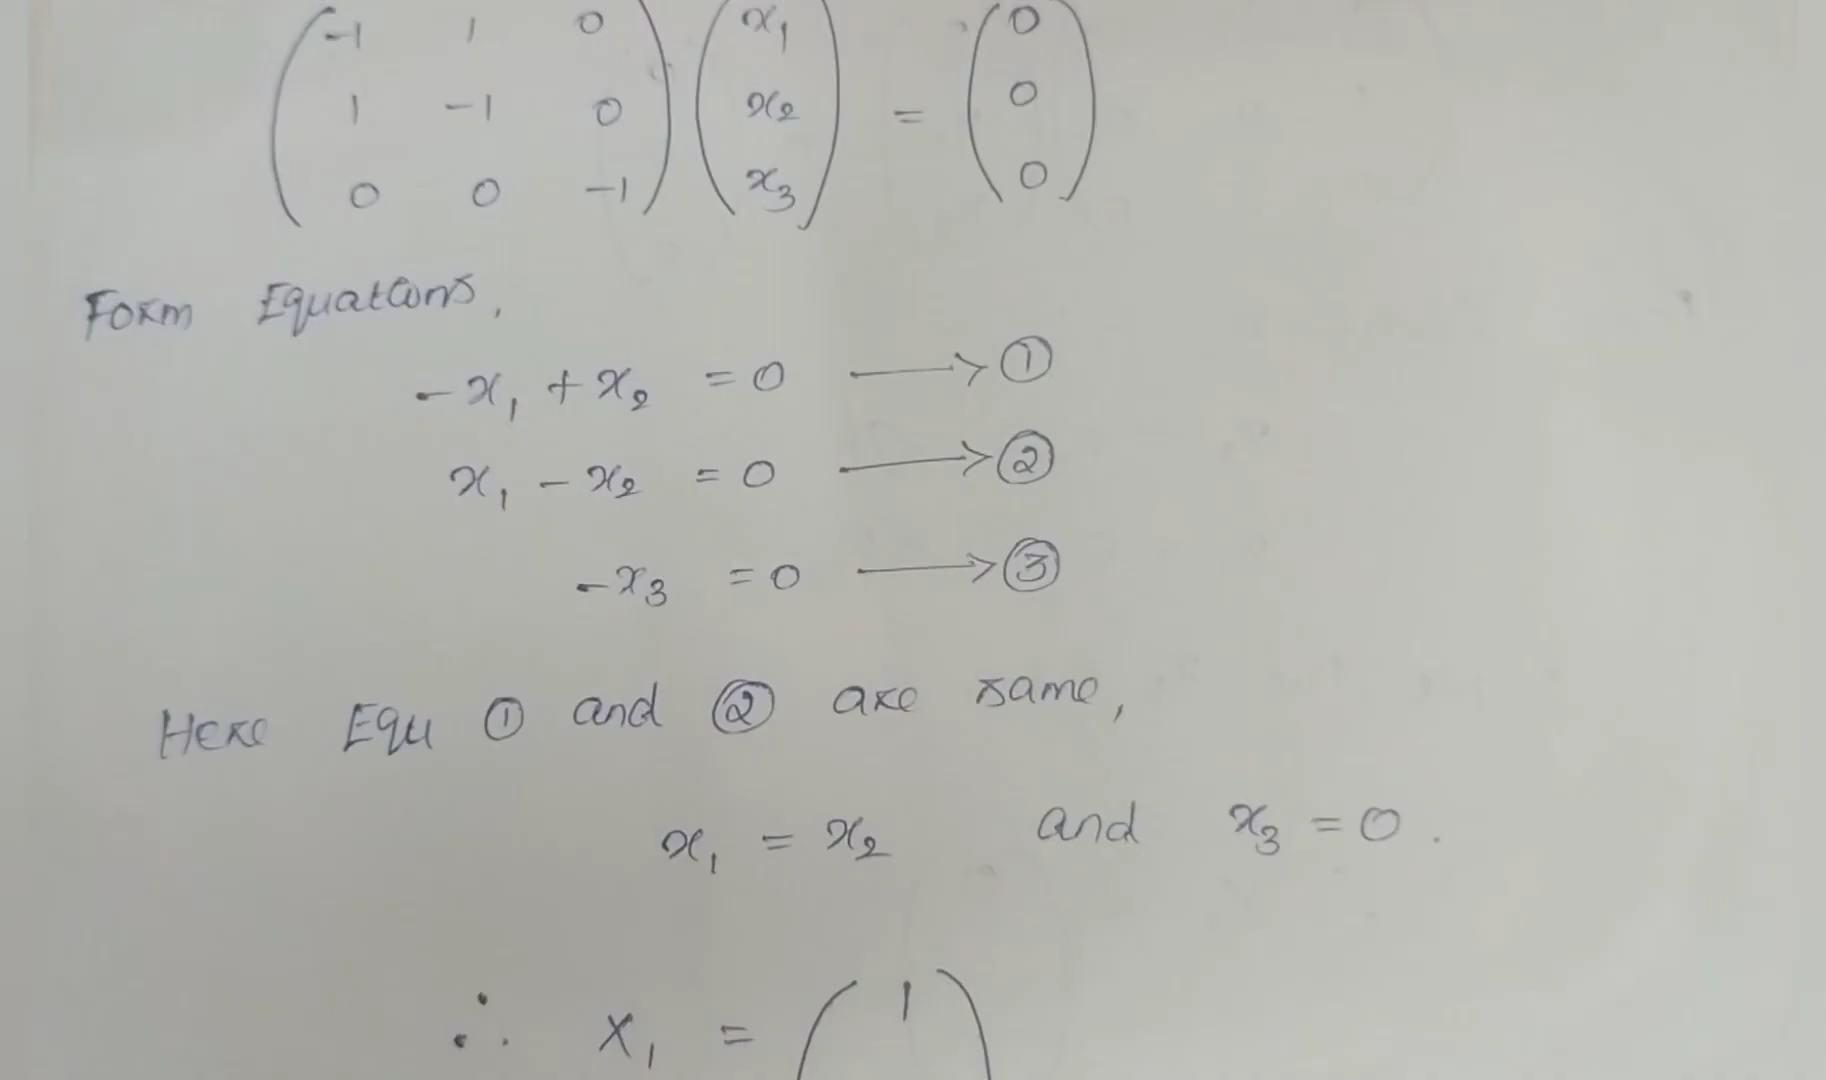 -1 1 0 x1 0
1 -1 0 x2 = 0
0 0 -1 x3 0
Form Equations,
-x1 + x2 = 0 → ①
x1 - x2 = 0 → ②
-x3 = 0 → ③
Here Equ ① and ② are same,
x1 = x2 and x3 = 0.
∴ X1 = ( 1 )